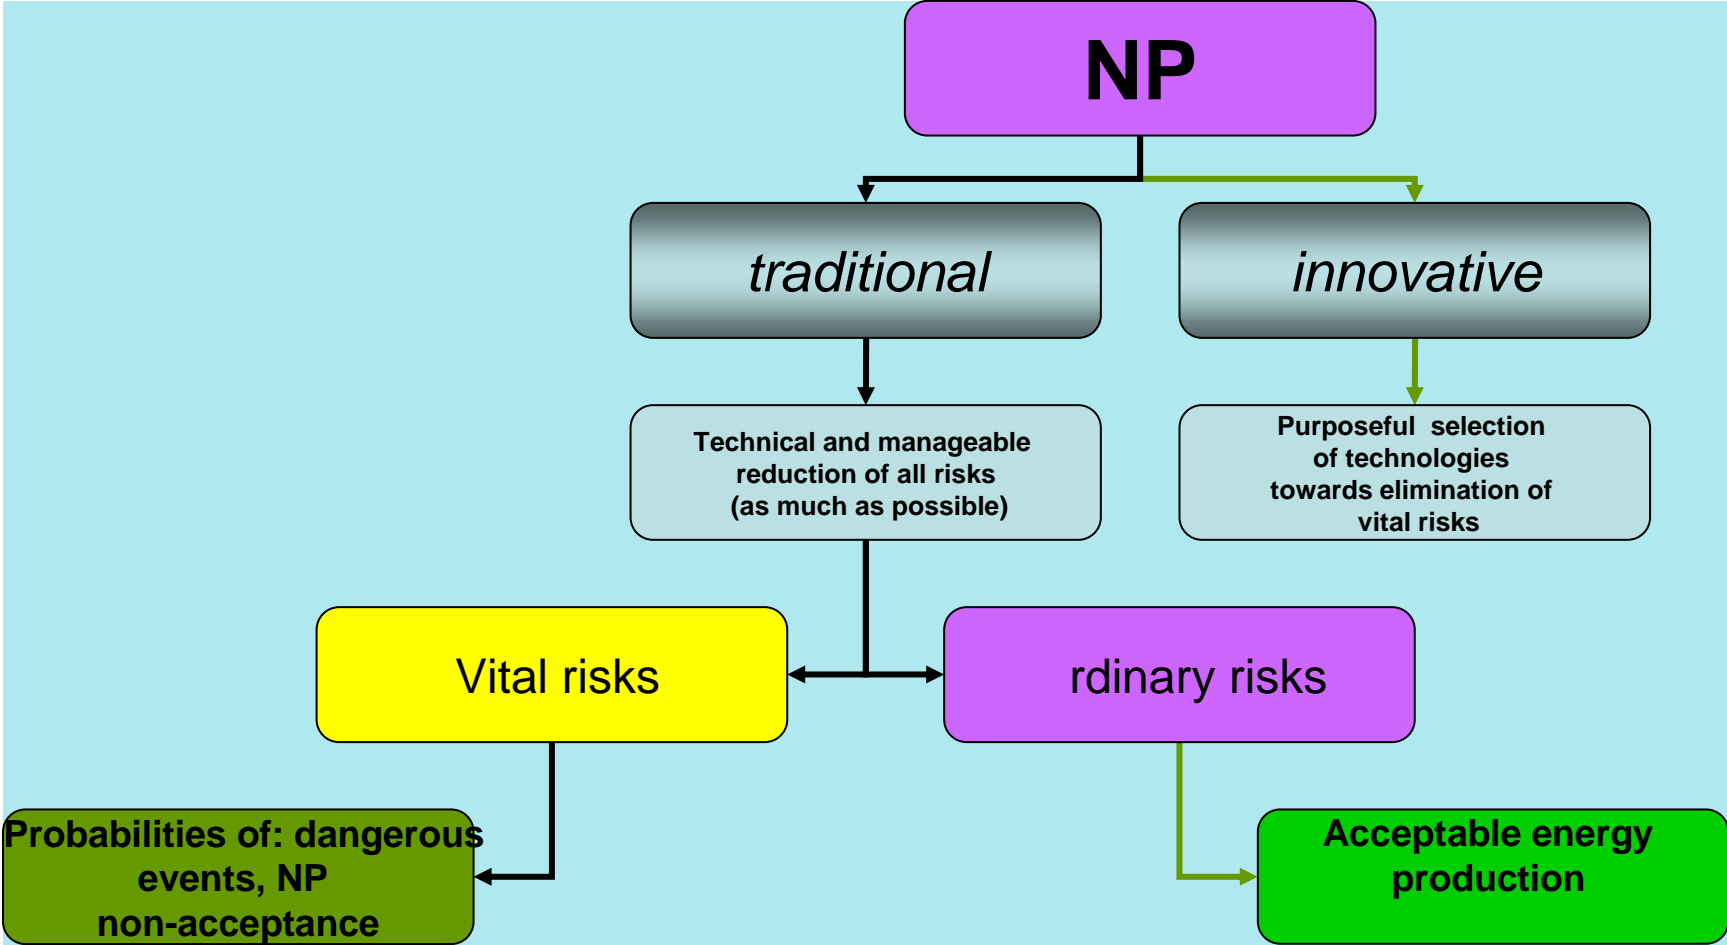 NP
traditional
innovative
Technical and manageable
reduction of all risks
(as much as possible)
Purposeful selection
of technologies
towards elimination of
vital risks
Vital risks
rdinary risks
Probabilities of: dangerous
events, NP
non-acceptance
Acceptable energy
production